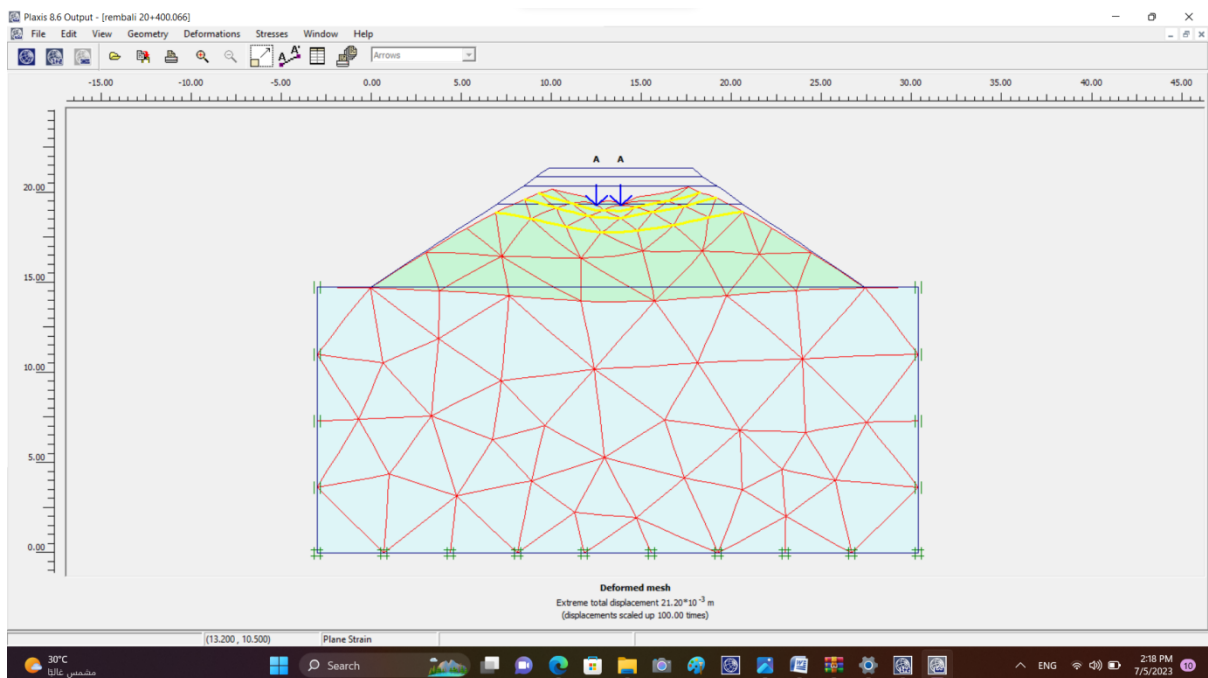 Plaxis 8.6 Output - [rembali 20+400.066]
File Edit View Geometry Deformations Stresses Window Help
Arrows
-15.00 -10.00 -5.00 0.00 5.00 10.00 15.00 20.00 25.00 30.00 35.00 40.00 45.00
A A
20.00
15.00
10.00
5.00
0.00
Deformed mesh
Extreme total displacement 21.20*10 -3 m
(displacements scaled up 100.00 times)
(13.200 , 10.500) Plane Strain
30°C
مشمس غالبًا
Search
ENG
2:18 PM
7/5/2023
10